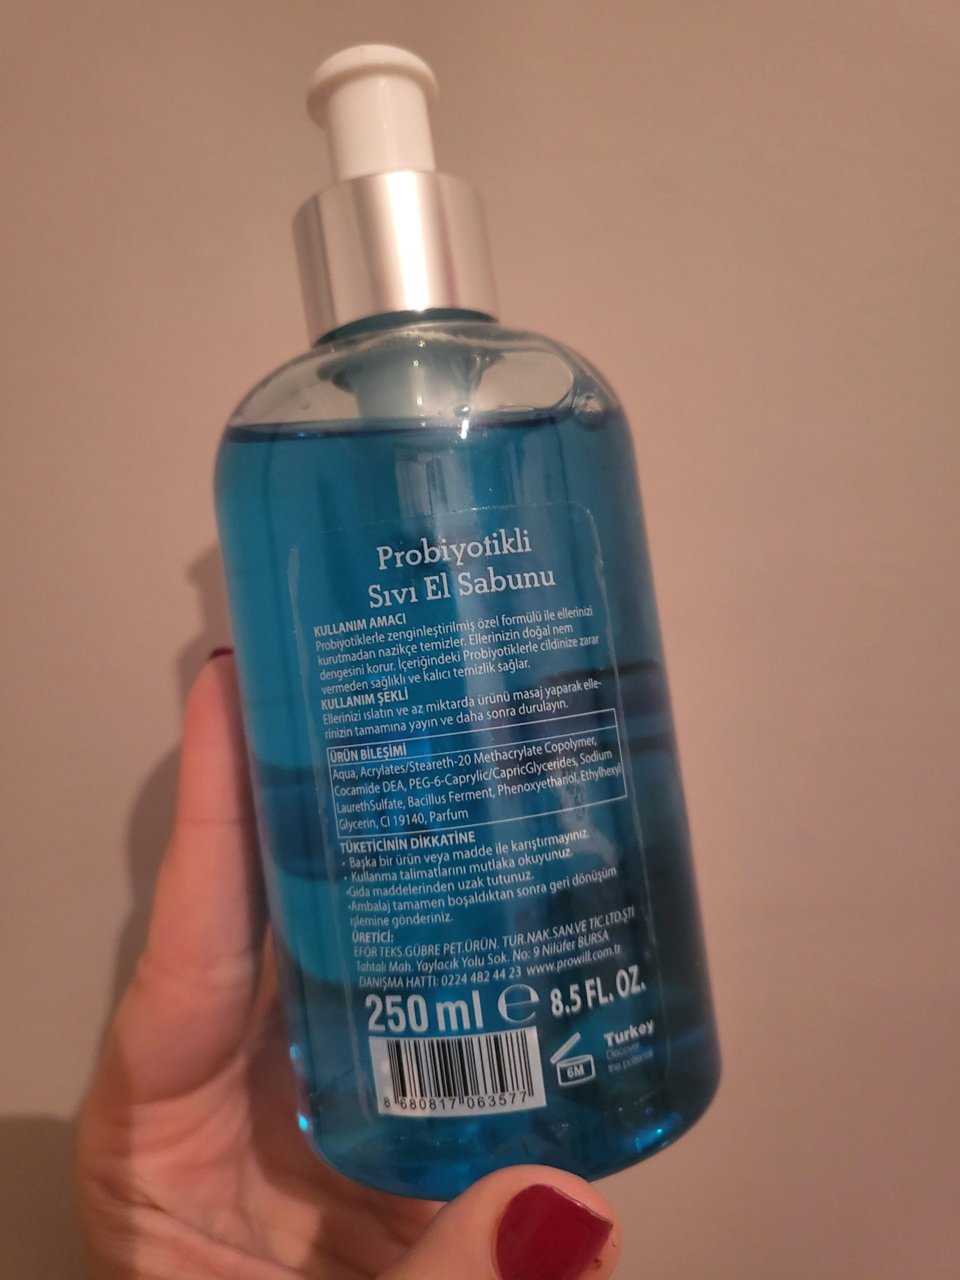 Probiyotikli
Sıvı El Sabunu
KULLANIM AMACI
Probiyotiklerle zenginleştirilmiş özel formülü ile ellerinizi
kurutmadan nazikçe temizler. Ellerinizin doğal nem
dengesini korur. İçeriğindeki Probiyotiklerle cildinize zarar
vermeden sağlıklı ve kalıcı temizlik sağlar.
KULLANIM ŞEKLİ
Ellerinizi ıslatın ve az miktarda ürünü masaj yaparak elle-
rinizin tamamına yayın ve daha sonra durulayın.
ÜRÜN BİLEŞİMİ
Aqua, Acrylates/Steareth-20 Methacrylate Copolymer,
Cocamide DEA, PEG-6-Caprylic/CapricGlycerides, Sodium
LaurethSulfate, Bacillus Ferment, Phenoxyethanol, Ethylhexyl
Glycerin, CI 19140, Parfum
TÜKETİCİNİN DİKKATİNE
• Başka bir ürün veya madde ile karıştırmayınız.
• Kullanma talimatlarını mutlaka okuyunuz.
•Gıda maddelerinden uzak tutunuz.
•Ambalaj tamamen boşaldıktan sonra geri dönüşüm
işlemine gönderiniz.
ÜRETİCİ:
EFOR TEKS.GÜBRE PET.ÜRÜN. TUR.NAK.SAN.VE TİC.LTD.ŞTİ
Tahtalı Mah. Yaylacık Yolu Sok. No: 9 Nilüfer BURSA
DANIŞMA HATTI: 0224 482 44 23 www.prowill.com.tr
250 ml e 8.5 FL. OZ.
8 680817 063577
6M
Turkey
Discover
the potential